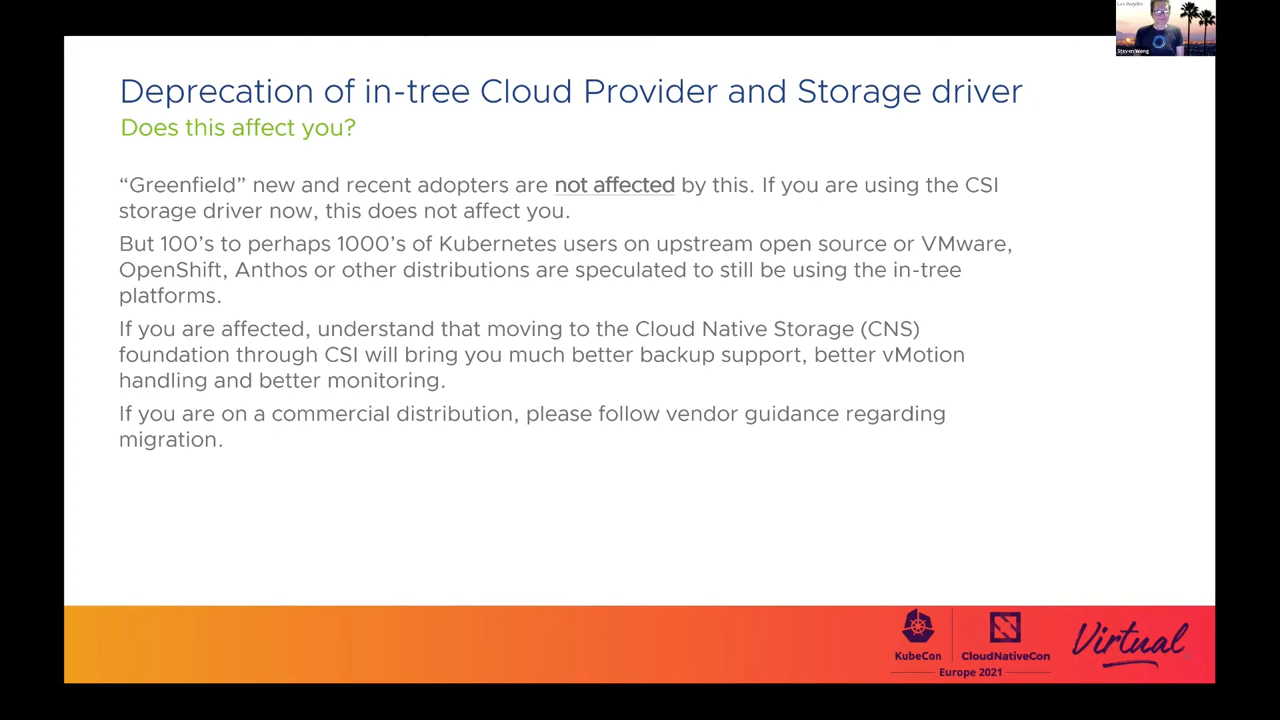 Los Angeles
Steven Wong
Deprecation of in-tree Cloud Provider and Storage driver
Does this affect you?
“Greenfield” new and recent adopters are not affected by this. If you are using the CSI
storage driver now, this does not affect you.
But 100’s to perhaps 1000’s of Kubernetes users on upstream open source or VMware,
OpenShift, Anthos or other distributions are speculated to still be using the in-tree
platforms.
If you are affected, understand that moving to the Cloud Native Storage (CNS)
foundation through CSI will bring you much better backup support, better vMotion
handling and better monitoring.
If you are on a commercial distribution, please follow vendor guidance regarding
migration.
KubeCon
CloudNativeCon
Europe 2021
Virtual